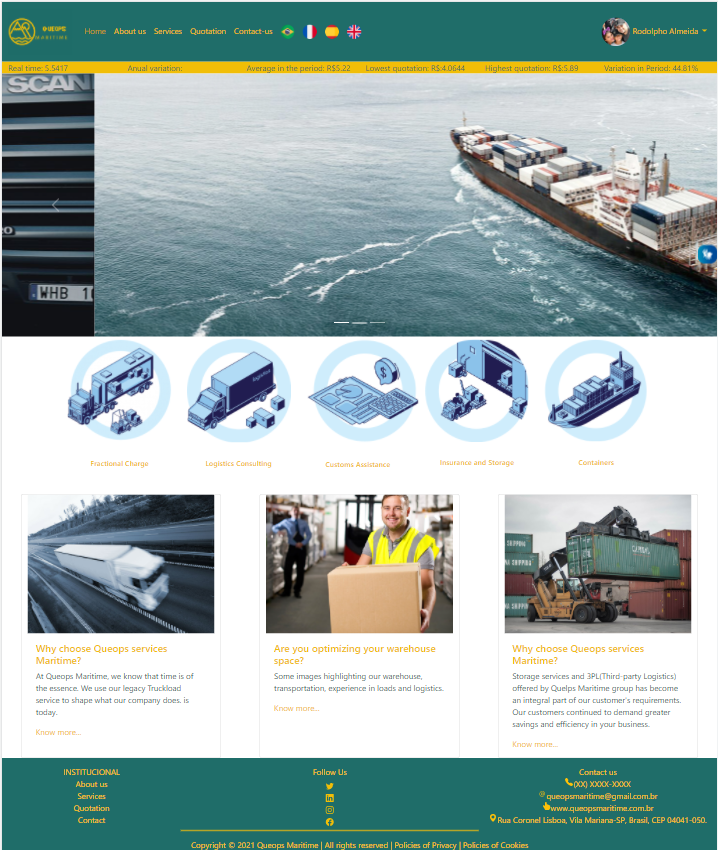 QUEOPS
MARITIME
Home About us Services Quotation Contact-us
Rodolpho Almeida
Real time: 5.5417 Anual variation: Average in the period: R$5.22 Lowest quotation: R$:4.0644 Highest quotation: R$:5.89 Variation in Period: 44.81%
SCAN
WHB 1
logistics
Fractional Charge
Logistics Consulting
Customs Assistance
Insurance and Storage
Containers
Why choose Queops services
Maritime?
At Queops Maritime, we know that time is of
the essence. We use our legacy Truckload
service to shape what our company does. is
today.
Know more...
Are you optimizing your warehouse
space?
Some images highlighting our warehouse,
transportation, experience in loads and logistics.
Know more...
SHIPPING
NA SHIPPING
Why choose Queops services
Maritime?
Storage services and 3PL(Third-party Logistics)
offered by Quelps Maritime group has become
an integral part of our customer's requirements.
Our customers continued to demand greater
savings and efficiency in your business.
Know more...
INSTITUCIONAL
About us
Services
Quotation
Contact
Follow Us
Contact us
(XX) XXXX-XXXX
queopsmaritime@gmail.com.br
www.queopsmaritime.com.br
Rua Coronel Lisboa, Vila Mariana-SP, Brasil, CEP 04041-050.
Copyright © 2021 Queops Maritime | All rights reserved | Policies of Privacy | Policies of Cookies